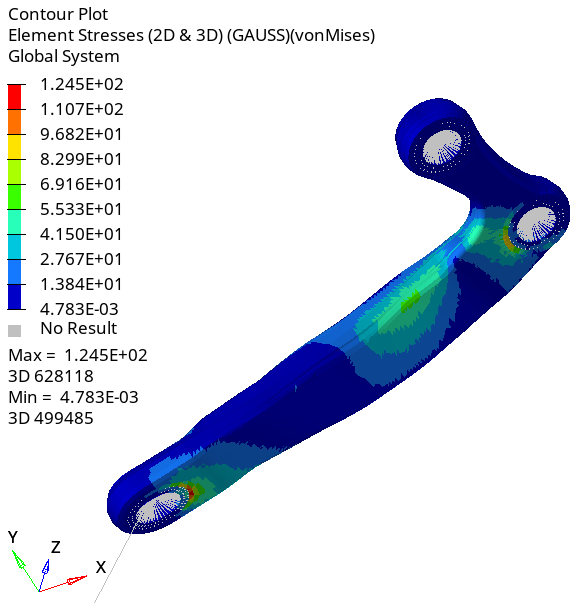 Contour Plot
Element Stresses (2D & 3D) (GAUSS)(vonMises)
Global System
1.245E+02
1.107E+02
9.682E+01
8.299E+01
6.916E+01
5.533E+01
4.150E+01
2.767E+01
1.384E+01
4.783E-03
No Result
Max = 1.245E+02
3D 628118
Min = 4.783E-03
3D 499485
Y
Z
X